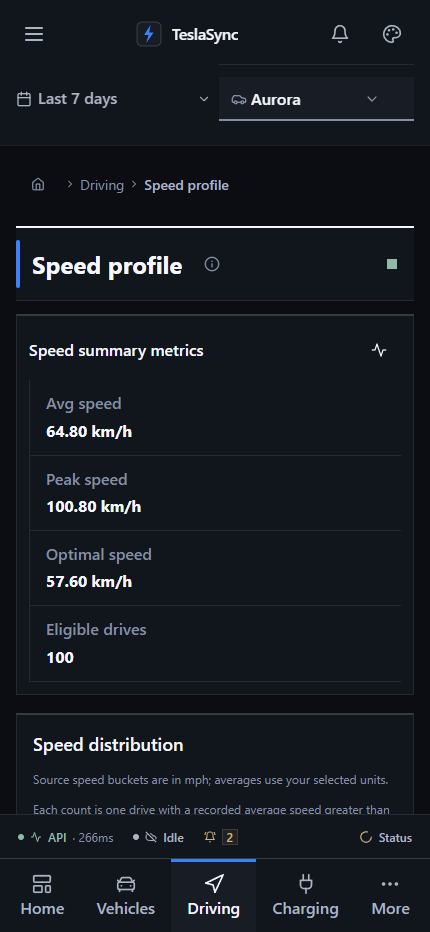 TeslaSync
Last 7 days
Aurora
Driving
Speed profile
Speed profile
Speed summary metrics
Avg speed
64.80 km/h
Peak speed
100.80 km/h
Optimal speed
57.60 km/h
Eligible drives
100
Speed distribution
Source speed buckets are in mph; averages use your selected units.
Each count is one drive with a recorded average speed greater than
API · 266ms
Idle
2
Status
Home
Vehicles
Driving
Charging
More